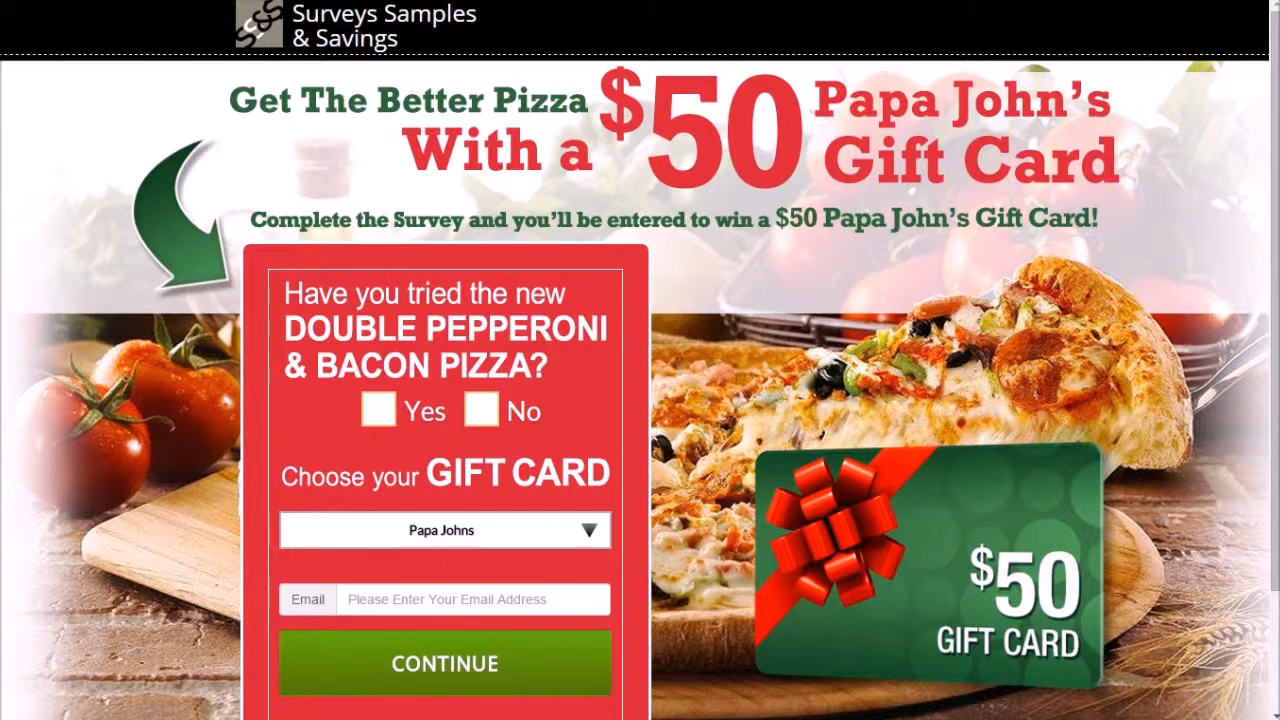 Surveys Samples
& Savings
Get The Better Pizza
With a
$50
Papa John's
Gift Card
Complete the Survey and you'll be entered to win a $50 Papa John's Gift Card!
Have you tried the new
DOUBLE PEPPERONI
& BACON PIZZA?
Yes No
Choose your GIFT CARD
Papa Johns
Email Please Enter Your Email Address
CONTINUE
$50
GIFT CARD